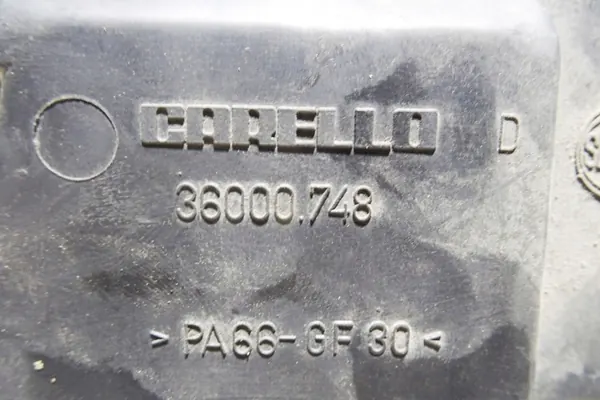 CARELLO D
36000.748
> PA66-GF30 <